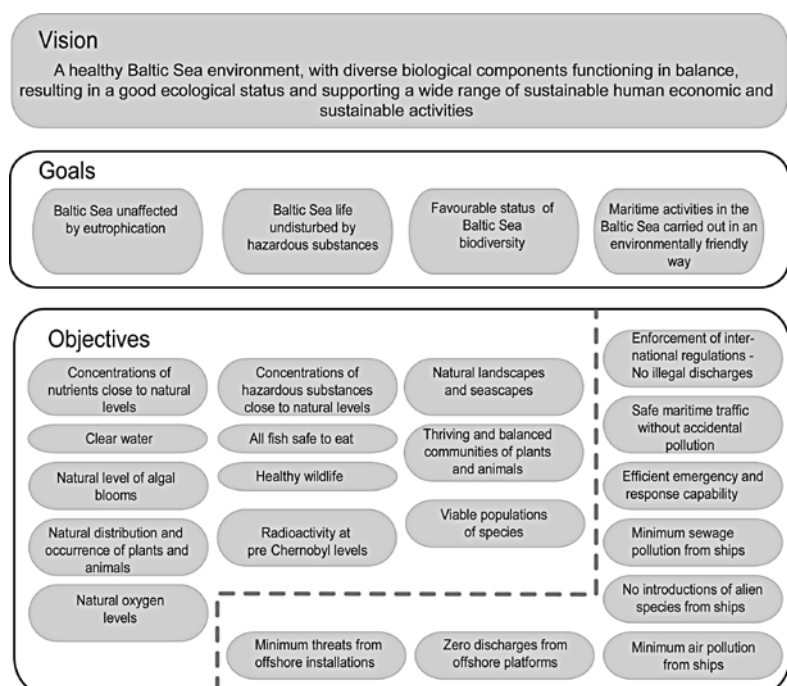 Vision
A healthy Baltic Sea environment, with diverse biological components functioning in balance,
resulting in a good ecological status and supporting a wide range of sustainable human economic and
sustainable activities
Goals
Baltic Sea unaffected
by eutrophication
Baltic Sea life
undisturbed by
hazardous substances
Favourable status of
Baltic Sea
biodiversity
Maritime activities in the
Baltic Sea carried out in an
environmentally friendly
way
Objectives
Concentrations of
nutrients close to natural
levels
Clear water
Natural level of algal
blooms
Natural distribution and
occurrence of plants and
animals
Natural oxygen
levels
Concentrations of
hazardous substances
close to natural levels
All fish safe to eat
Healthy wildlife
Radioactivity at
pre Chernobyl levels
Natural landscapes
and seascapes
Thriving and balanced
communities of plants
and animals
Viable populations
of species
Enforcement of inter-
national regulations -
No illegal discharges
Safe maritime traffic
without accidental
pollution
Efficient emergency and
response capability
Minimum sewage
pollution from ships
No introductions of alien
species from ships
Minimum air pollution
from ships
Minimum threats from
offshore installations
Zero discharges from
offshore platforms